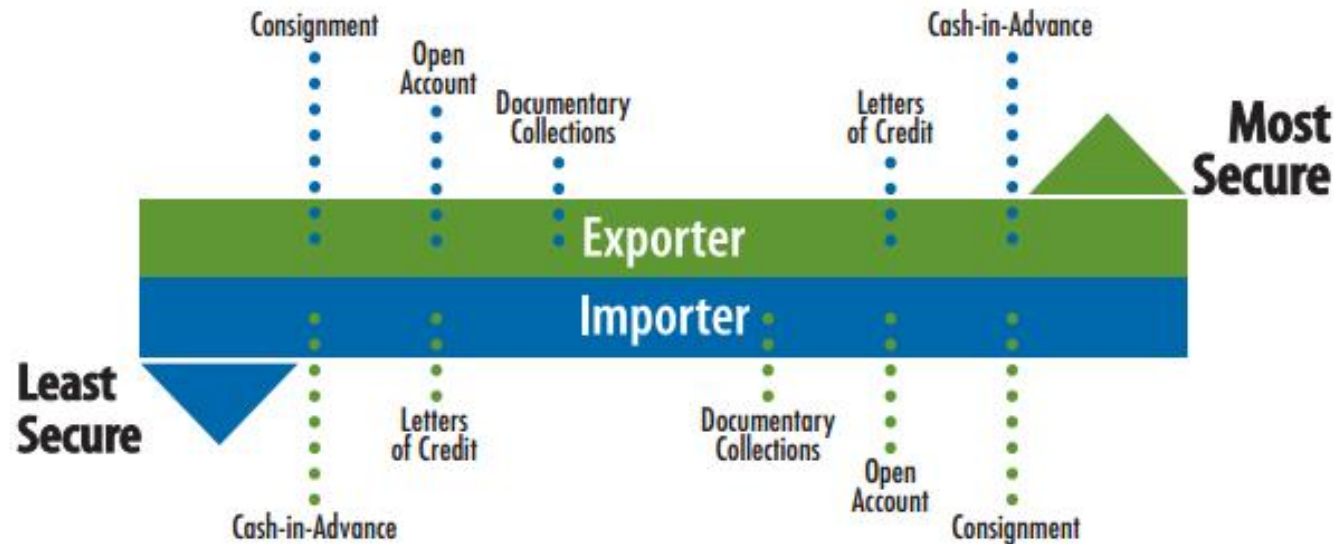 Consignment
Cash-in-Advance
Open
Account
Documentary
Collections
Letters
of Credit
Most
Secure
Exporter
Importer
Least
Secure
Letters
of Credit
Documentary
Collections
Open
Account
Cash-in-Advance
Consignment